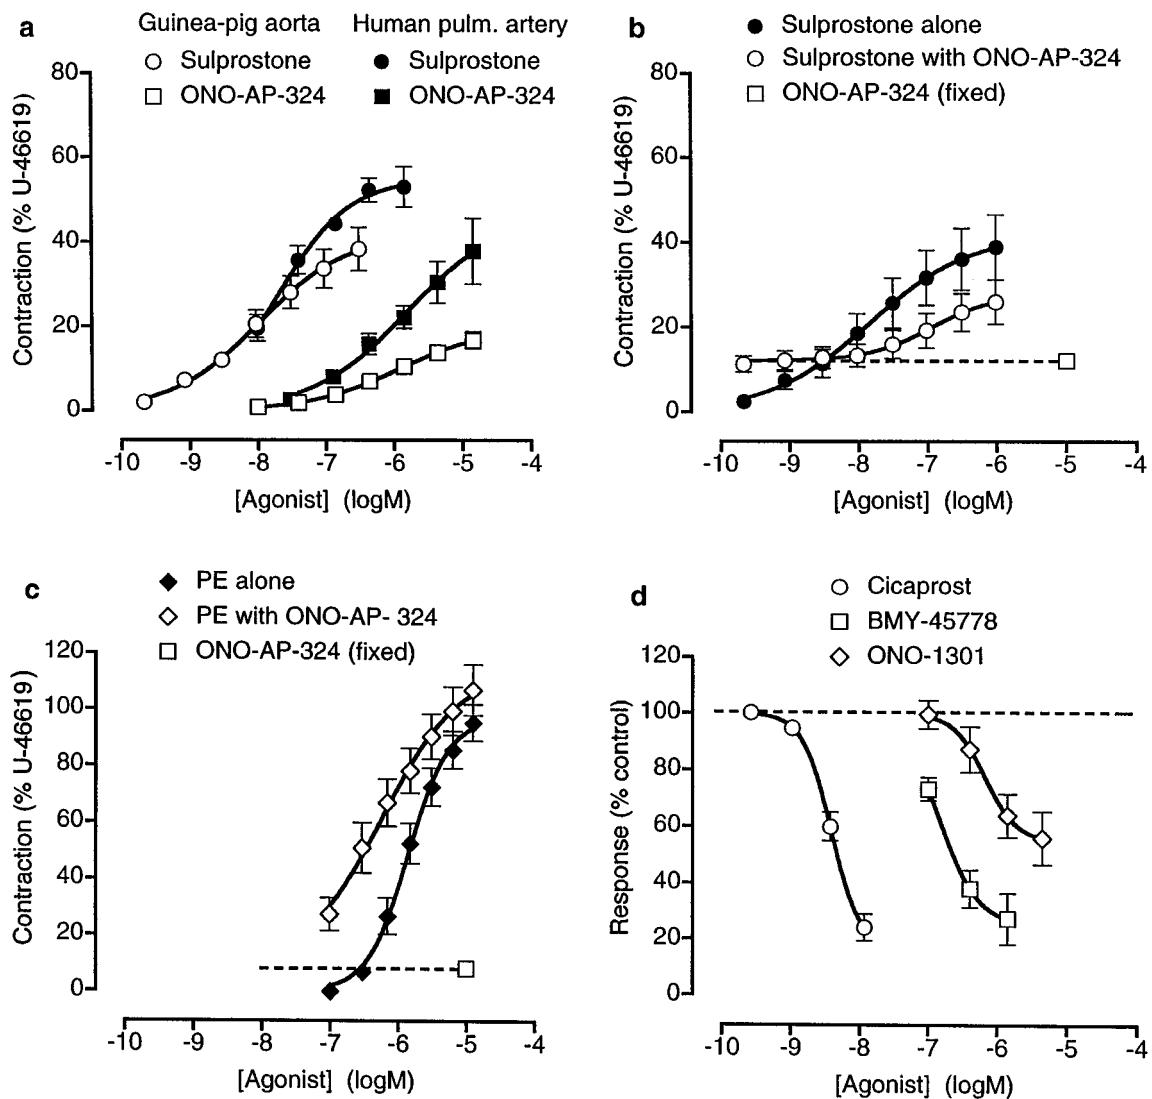 a
Guinea-pig aorta Human pulm. artery
Sulprostone Sulprostone
ONO-AP-324 ONO-AP-324
Contraction (% U-46619)
80
60
40
20
0
-10 -9 -8 -7 -6 -5 -4
[Agonist] (logM)
b
Sulprostone alone
Sulprostone with ONO-AP-324
ONO-AP-324 (fixed)
Contraction (% U-46619)
80
60
40
20
0
-10 -9 -8 -7 -6 -5 -4
[Agonist] (logM)
c
PE alone
PE with ONO-AP- 324
ONO-AP-324 (fixed)
Contraction (% U-46619)
120
100
80
60
40
20
0
-10 -9 -8 -7 -6 -5 -4
[Agonist] (logM)
d
Cicaprost
BMY-45778
ONO-1301
Response (% control)
120
100
80
60
40
20
0
-10 -9 -8 -7 -6 -5 -4
[Agonist] (logM)